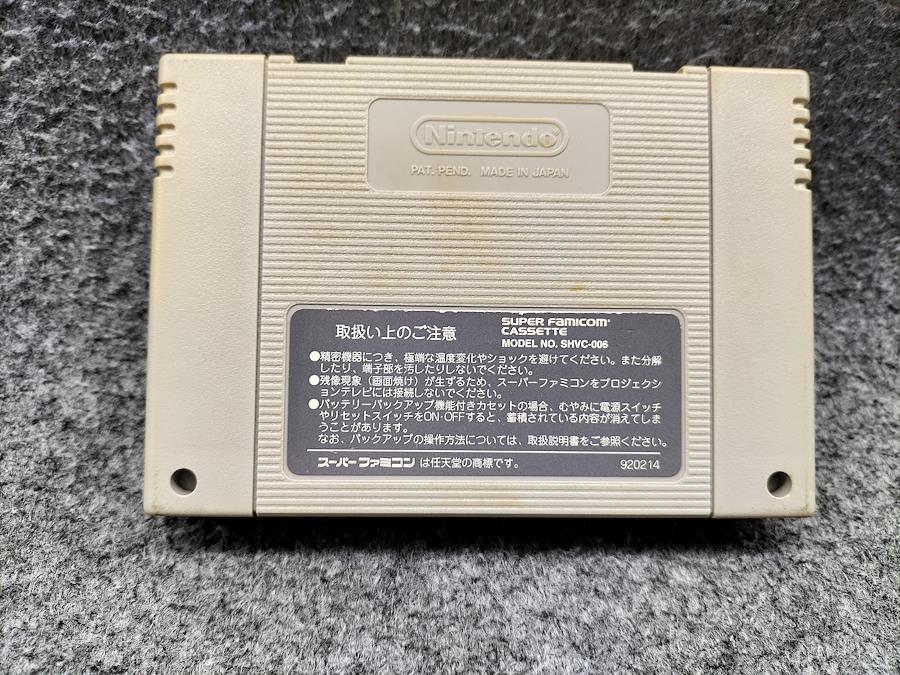 Nintendo®
PAT. PEND. MADE IN JAPAN
取扱い上のご注意
SUPER FAMICOM®
CASSETTE
MODEL NO. SHVC-006
●精密機器につき、極端な温度変化やショックを避けてください。また分解
したり、端子部を汚したりしないでください。
●残像現象（画面焼け）が生ずるため、スーパーファミコンをプロジェクシ
ョンテレビには接続しないでください。
●バッテリーバックアップ機能付きカセットの場合、むやみに電源スイッチ
やリセットスイッチをON·OFFすると、蓄積されている内容が消えてしま
うことがあります。
なお、バックアップの操作方法については、取扱説明書をご参照ください。
スーパーファミコン は任天堂の商標です。
920214